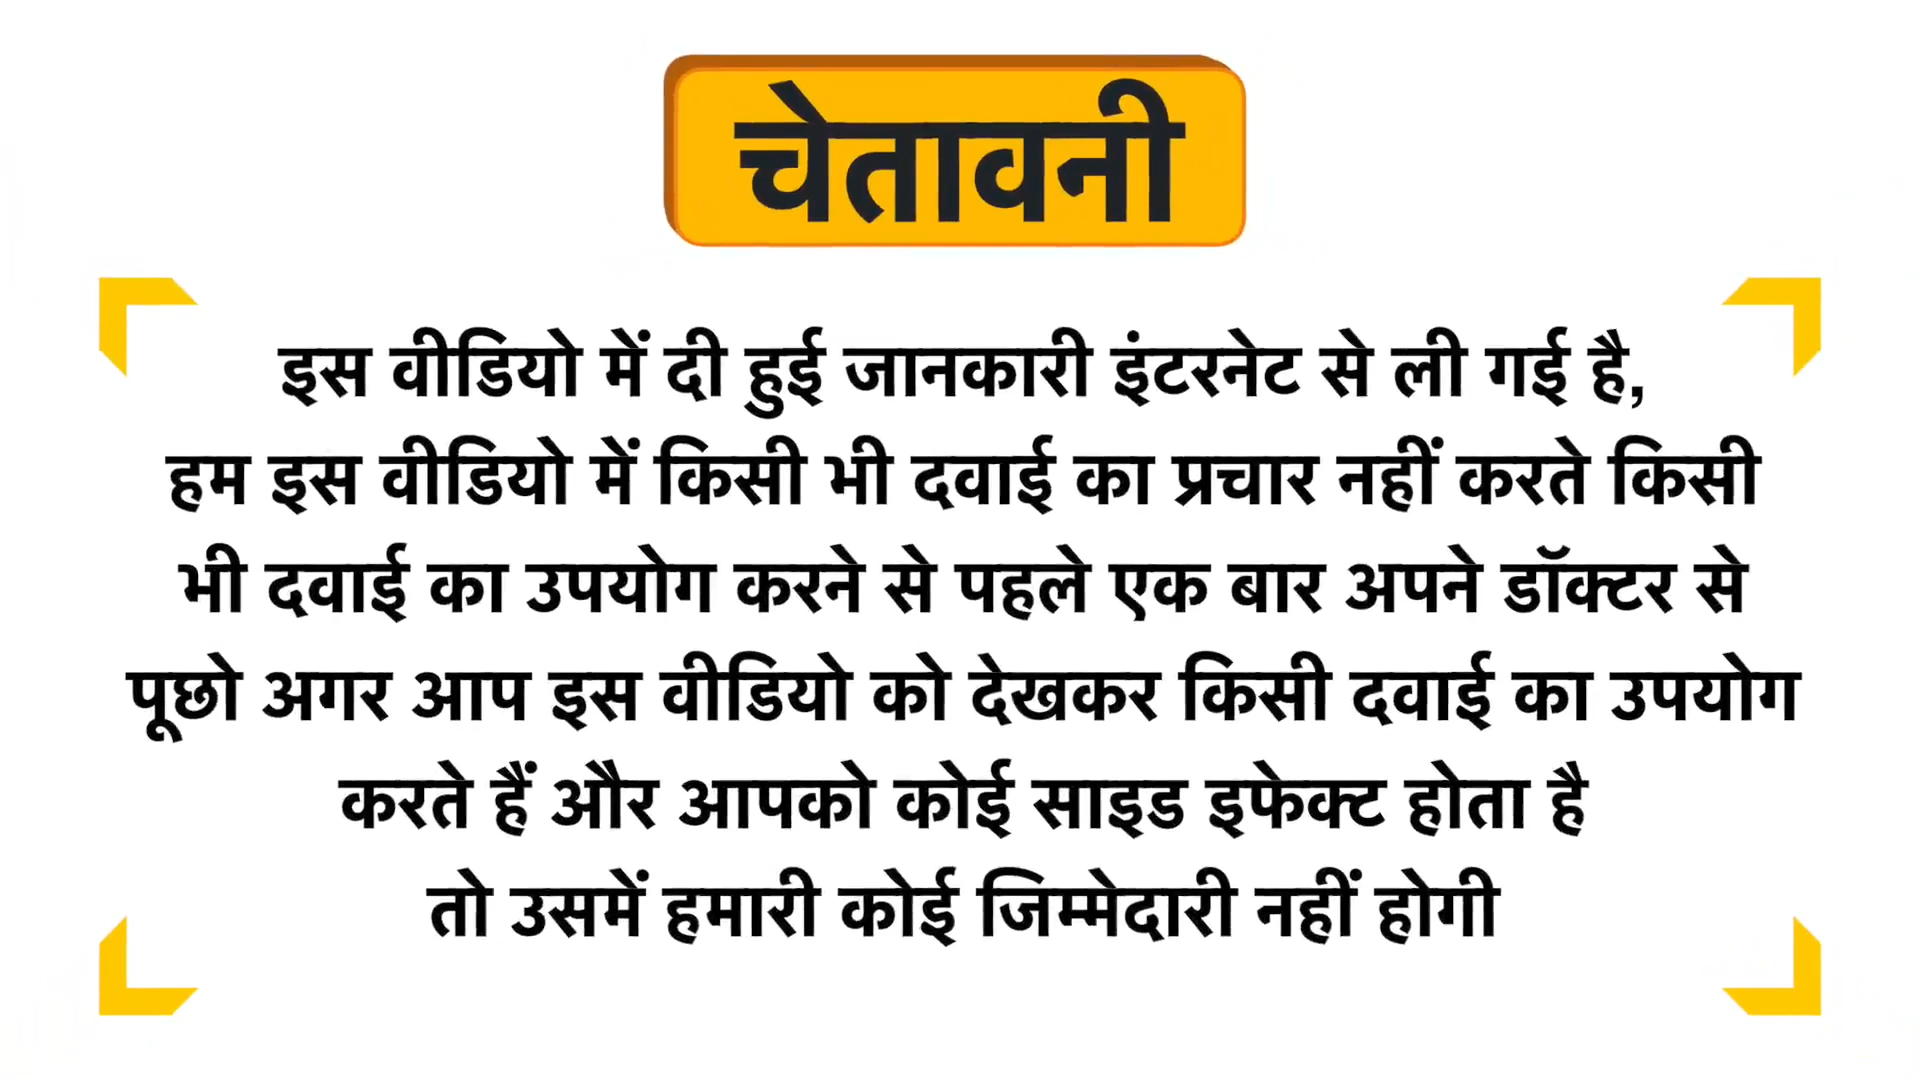 चेतावनी
इस वीडियो में दी हुई जानकारी इंटरनेट से ली गई है,
हम इस वीडियो में किसी भी दवाई का प्रचार नहीं करते किसी
भी दवाई का उपयोग करने से पहले एक बार अपने डॉक्टर से
पूछो अगर आप इस वीडियो को देखकर किसी दवाई का उपयोग
करते हैं और आपको कोई साइड इफेक्ट होता है
तो उसमें हमारी कोई जिम्मेदारी नहीं होगी